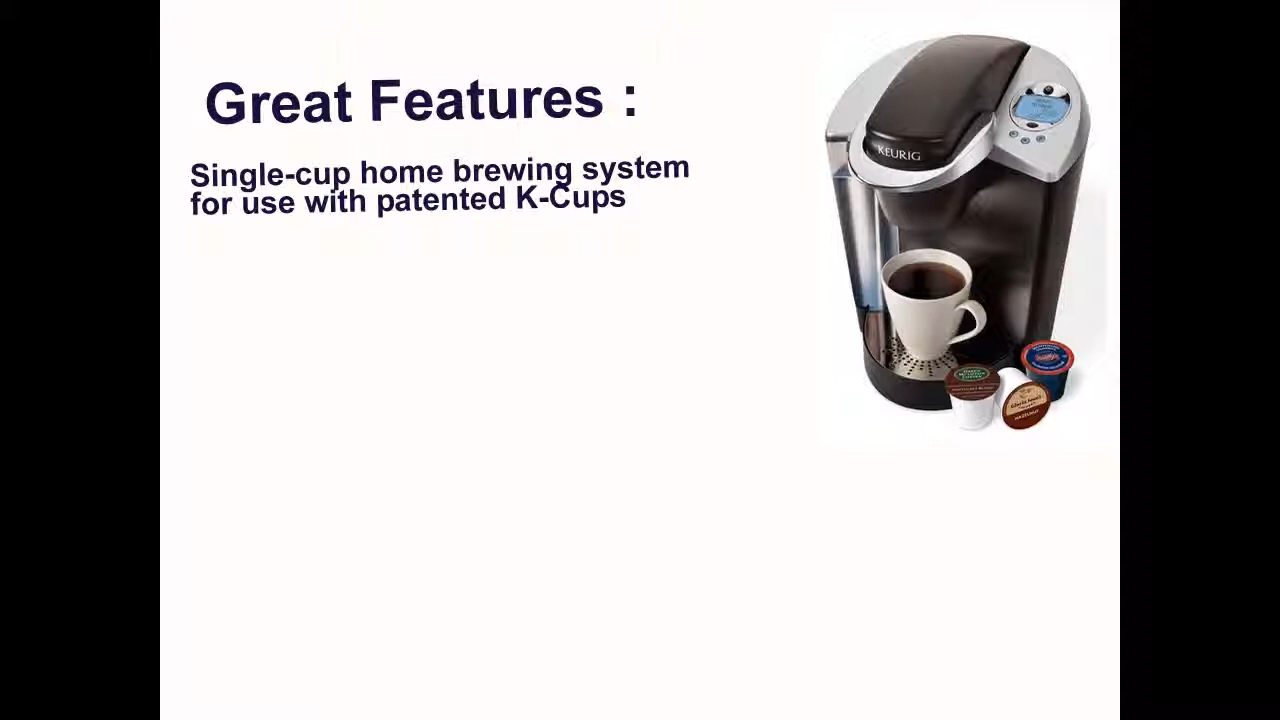 Great Features :
Single-cup home brewing system
for use with patented K-Cups
KEURIG